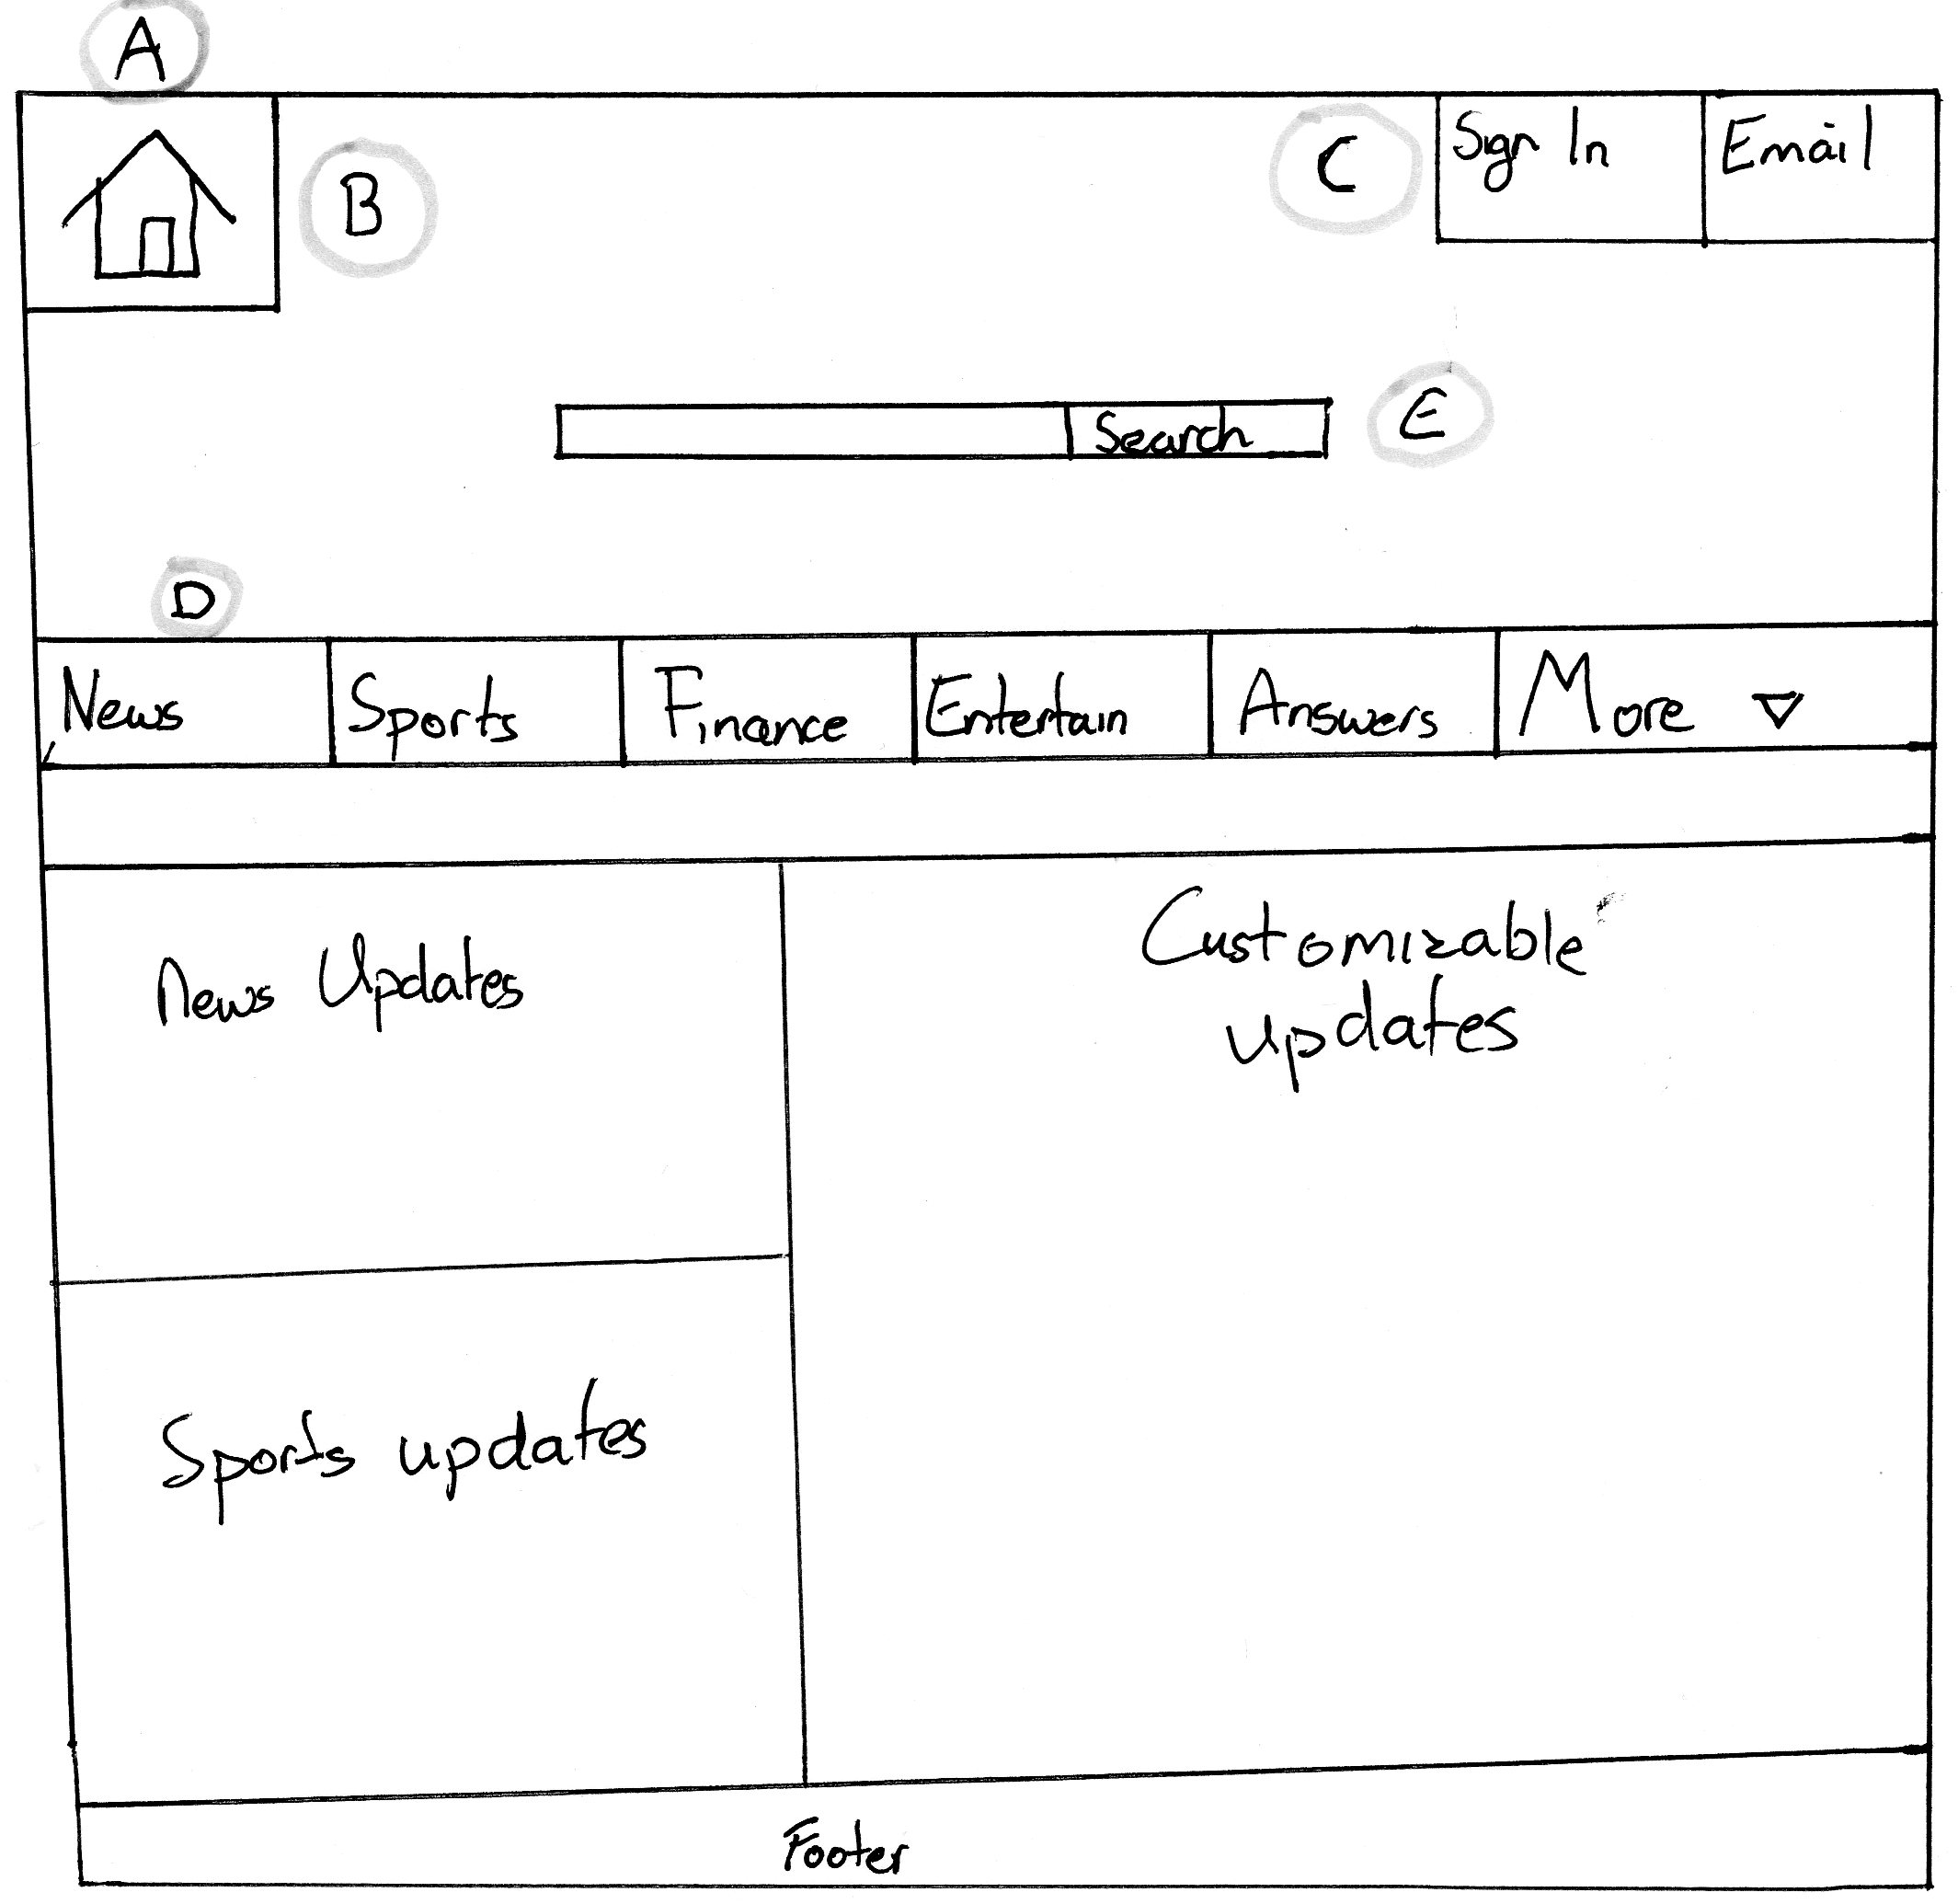 A
B
C
Sign In
Email
Search
E
D
News
Sports
Finance
Entertain
Answers
More
News Updates
Customizable
updates
Sports updates
Footer